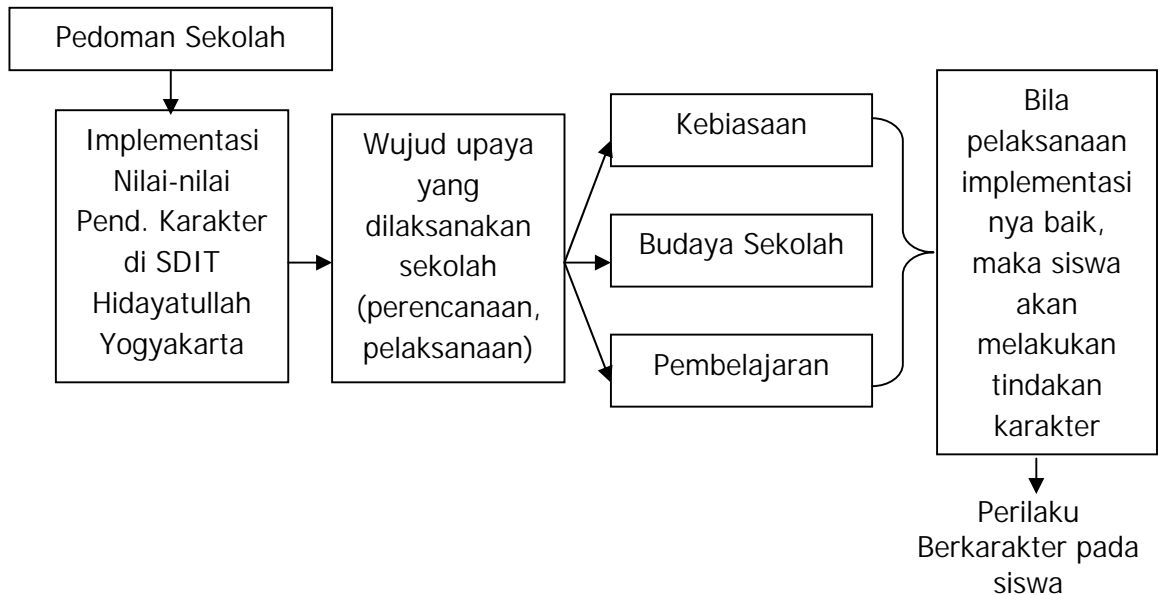 Pedoman Sekolah
Implementasi
Nilai-nilai
Pend. Karakter
di SDIT
Hidayatullah
Yogyakarta
Wujud upaya
yang
dilaksanakan
sekolah
(perencanaan,
pelaksanaan)
Kebiasaan
Budaya Sekolah
Pembelajaran
Bila
pelaksanaan
implementasi
nya baik,
maka siswa
akan
melakukan
tindakan
karakter
Perilaku
Berkarakter pada
siswa